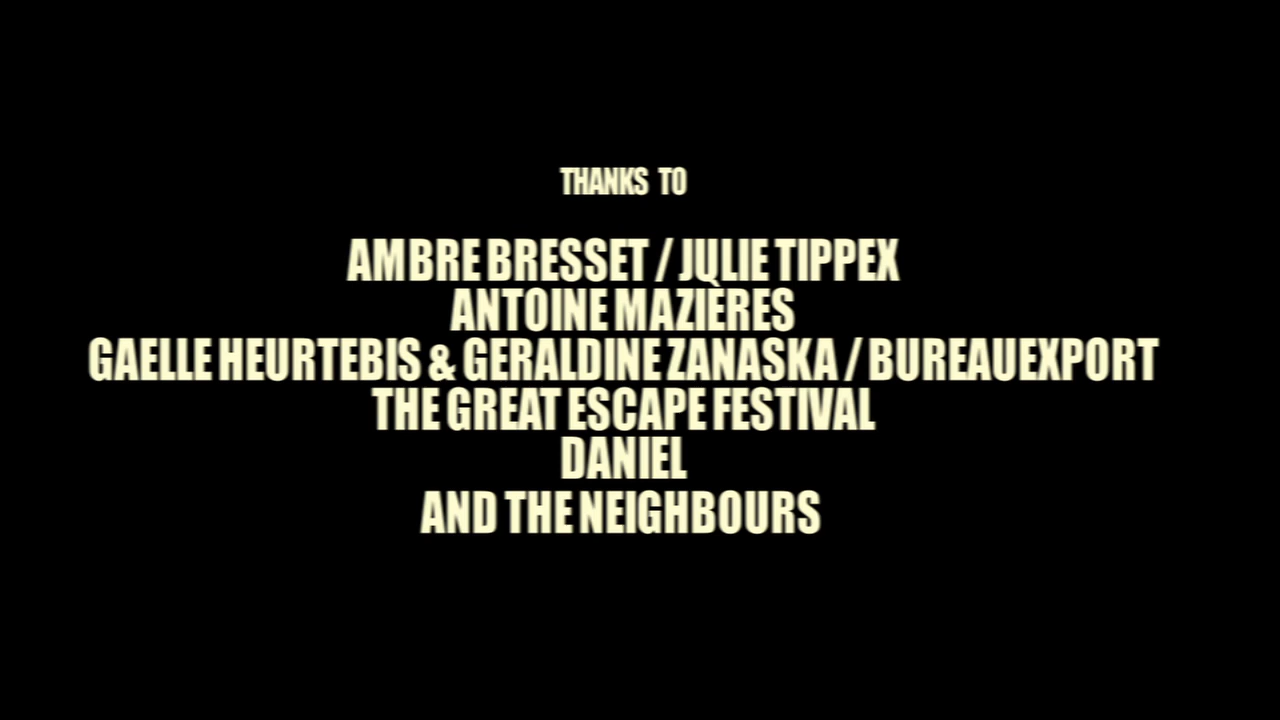 THANKS TO
AMBRE BRESSET / JULIE TIPPEX
ANTOINE MAZIÈRES
GAELLE HEURTEBIS & GERALDINE ZANASKA / BUREAUEXPORT
THE GREAT ESCAPE FESTIVAL
DANIEL
AND THE NEIGHBOURS